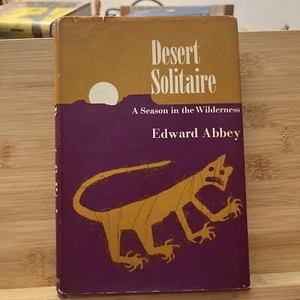 Desert
Solitaire
A Season in the Wilderness
Edward Abbey